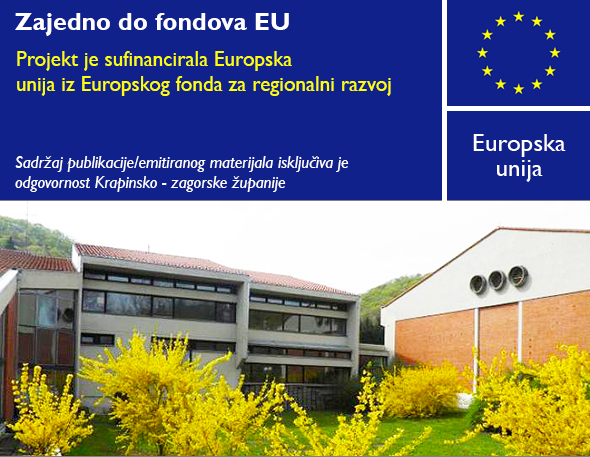 Zajedno do fondova EU
Projekt je sufinancirala Europska
unija iz Europskog fonda za regionalni razvoj
Sadržaj publikacije/emitiranog materijala isključiva je
odgovornost Krapinsko - zagorske županije
Europska
unija